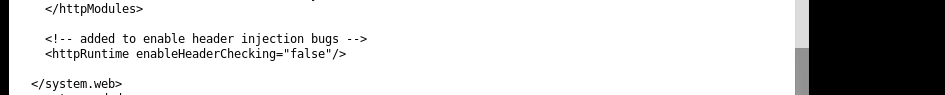 </httpModules>
<!-- added to enable header injection bugs -->
<httpRuntime enableHeaderChecking="false"/>
</system.web>